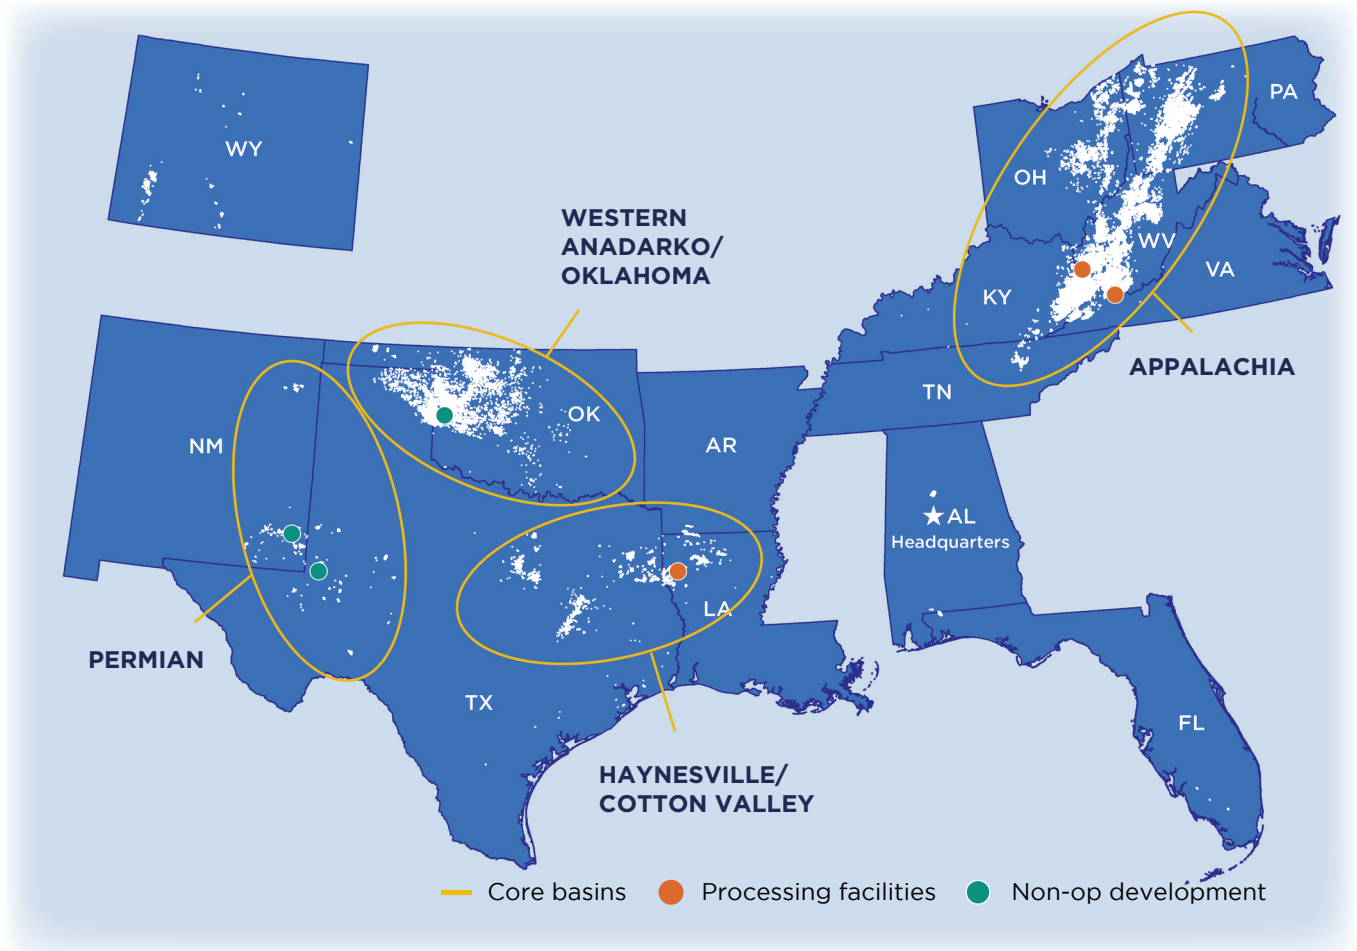 WY
PA
OH
WESTERN
ANADARKO/
OKLAHOMA
WV
VA
KY
APPALACHIA
TN
OK
NM
AR
AL
Headquarters
LA
PERMIAN
TX
FL
HAYNESVILLE/
COTTON VALLEY
Core basins
Processing facilities
Non-op development